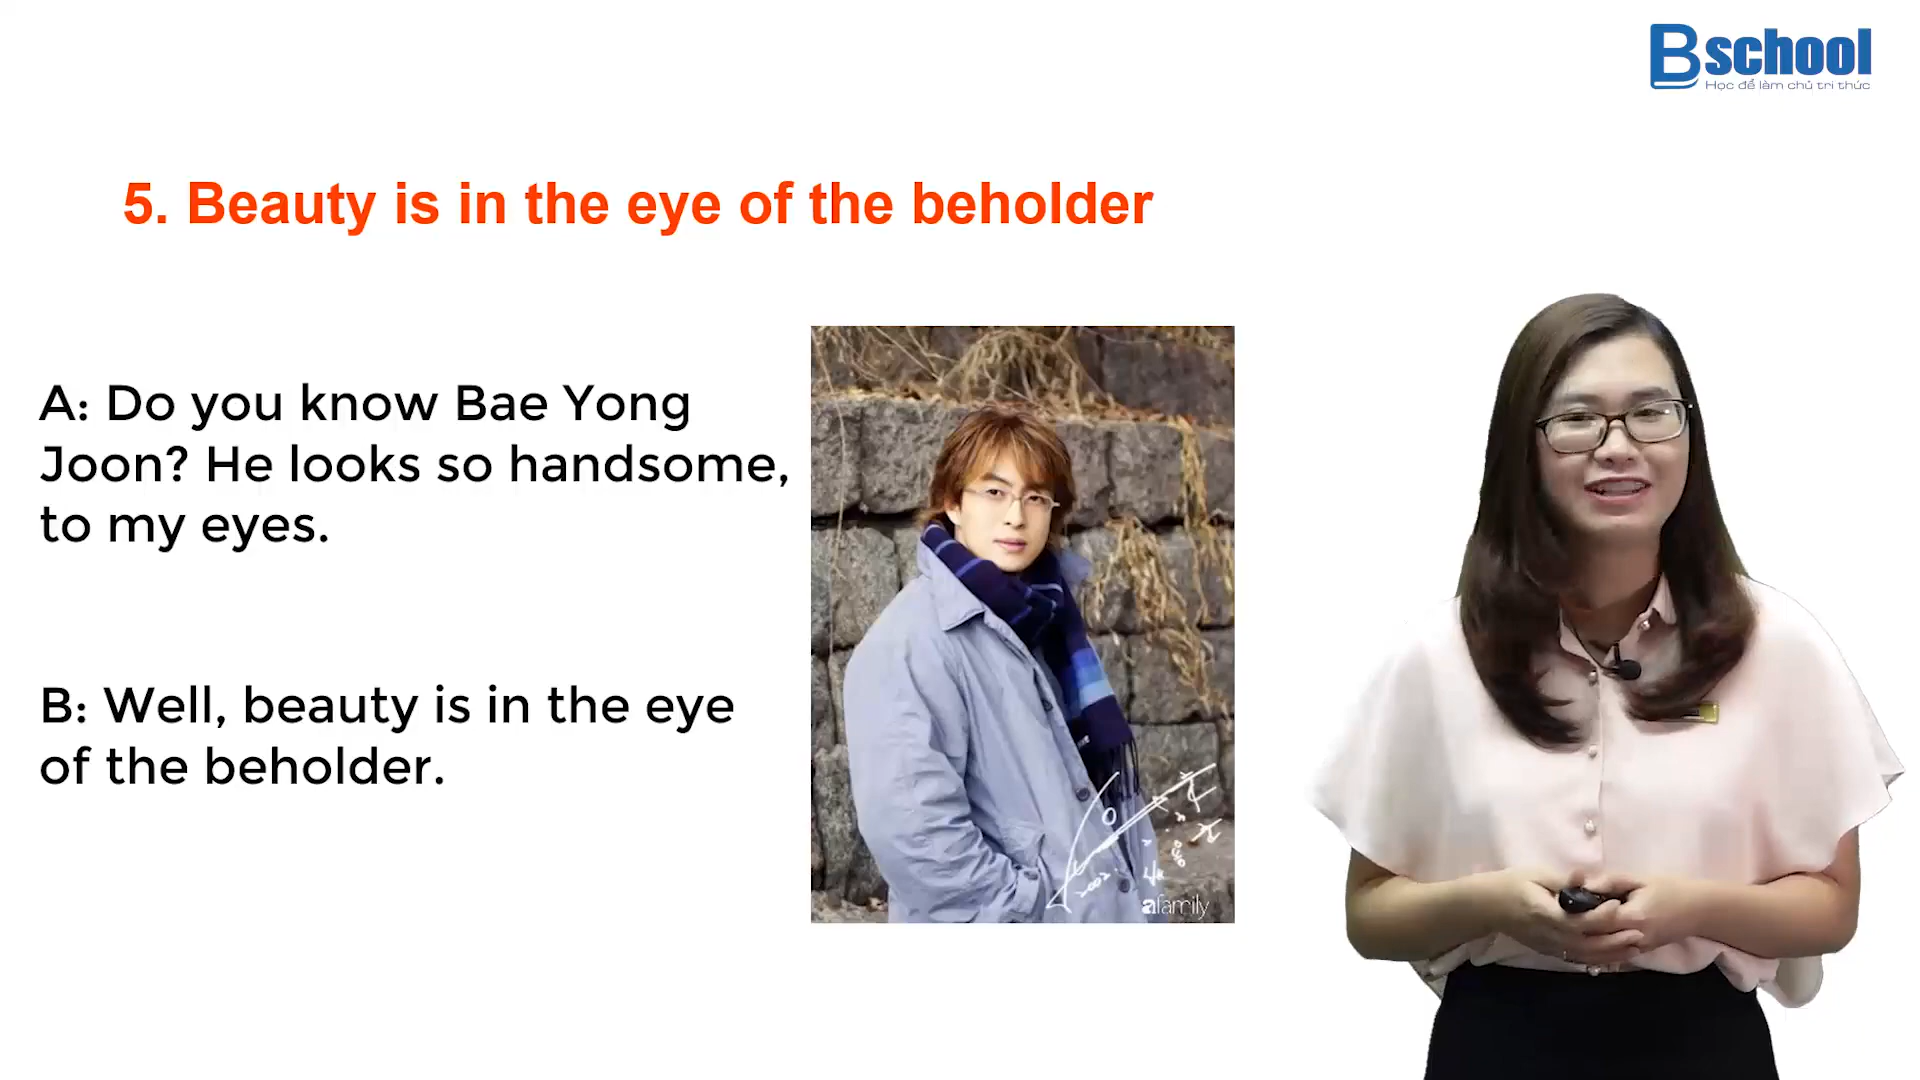 Bschool
Học để làm chủ tri thức
5. Beauty is in the eye of the beholder
A: Do you know Bae Yong
Joon? He looks so handsome,
to my eyes.
B: Well, beauty is in the eye
of the beholder.
2002.
afamily